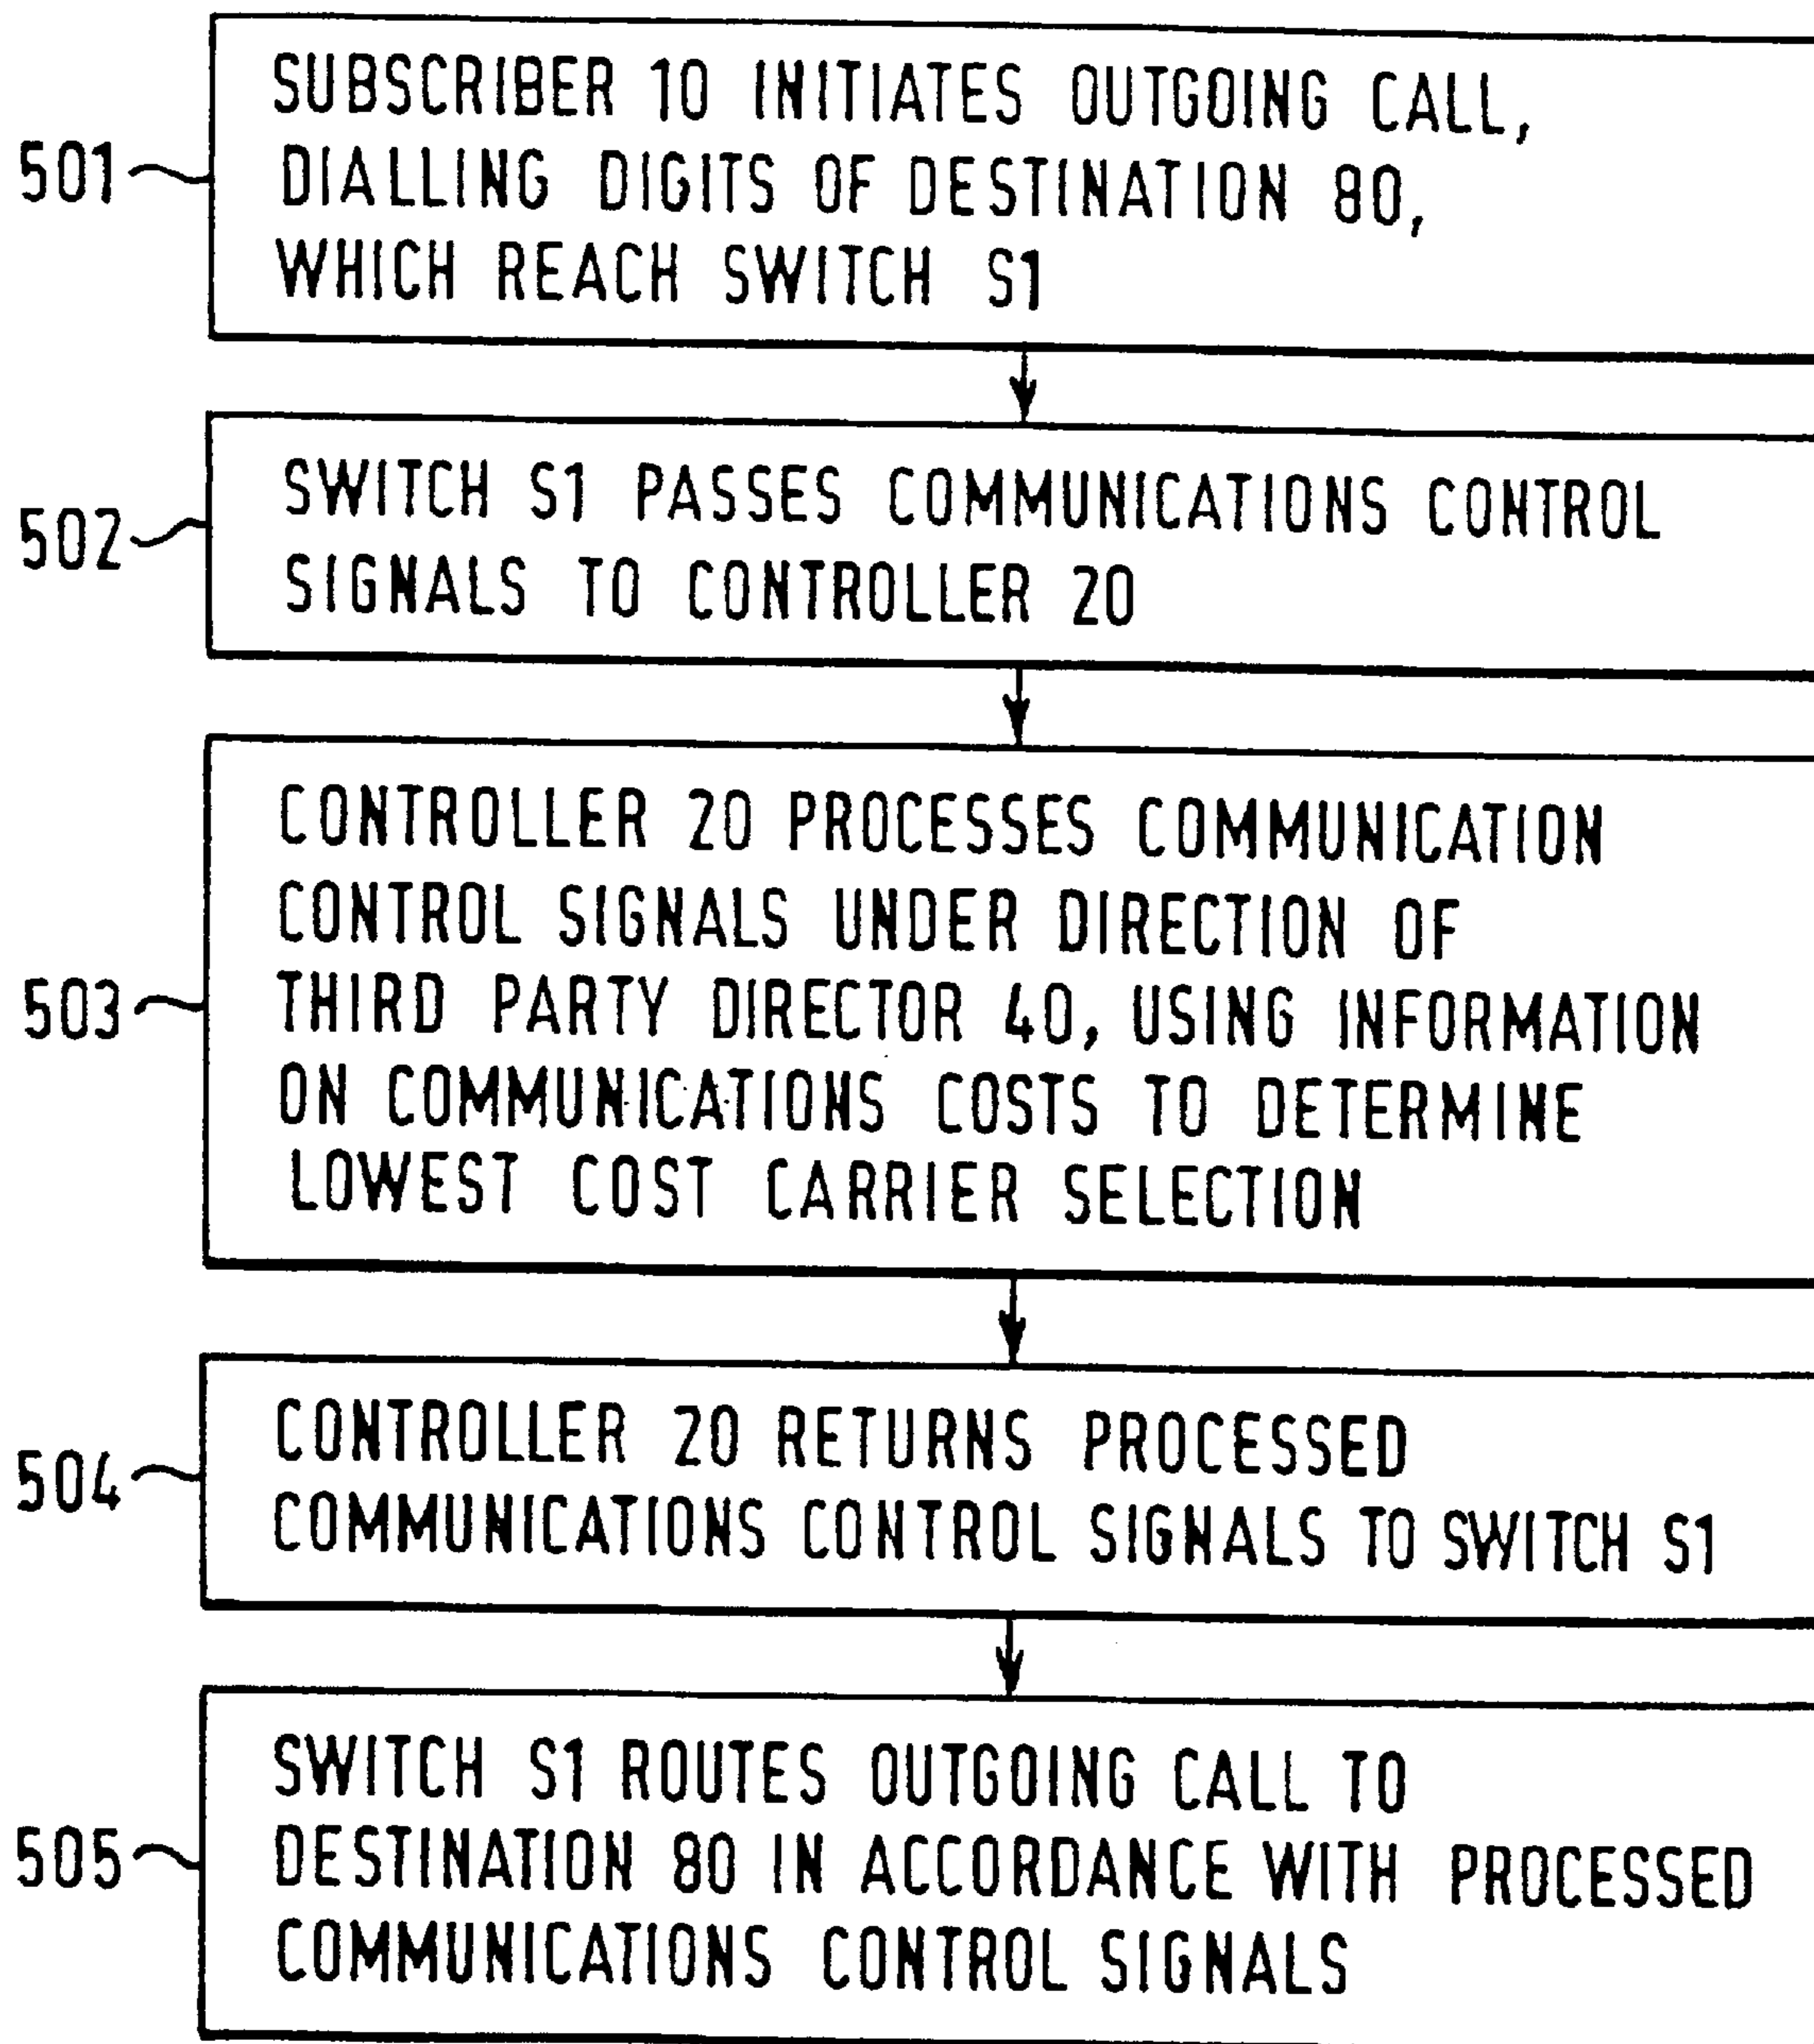 501
SUBSCRIBER 10 INITIATES OUTGOING CALL,
DIALLING DIGITS OF DESTINATION 80,
WHICH REACH SWITCH S1
502
SWITCH S1 PASSES COMMUNICATIONS CONTROL
SIGNALS TO CONTROLLER 20
503
CONTROLLER 20 PROCESSES COMMUNICATION
CONTROL SIGNALS UNDER DIRECTION OF
THIRD PARTY DIRECTOR 40, USING INFORMATION
ON COMMUNICATIONS COSTS TO DETERMINE
LOWEST COST CARRIER SELECTION
504
CONTROLLER 20 RETURNS PROCESSED
COMMUNICATIONS CONTROL SIGNALS TO SWITCH S1
505
SWITCH S1 ROUTES OUTGOING CALL TO
DESTINATION 80 IN ACCORDANCE WITH PROCESSED
COMMUNICATIONS CONTROL SIGNALS